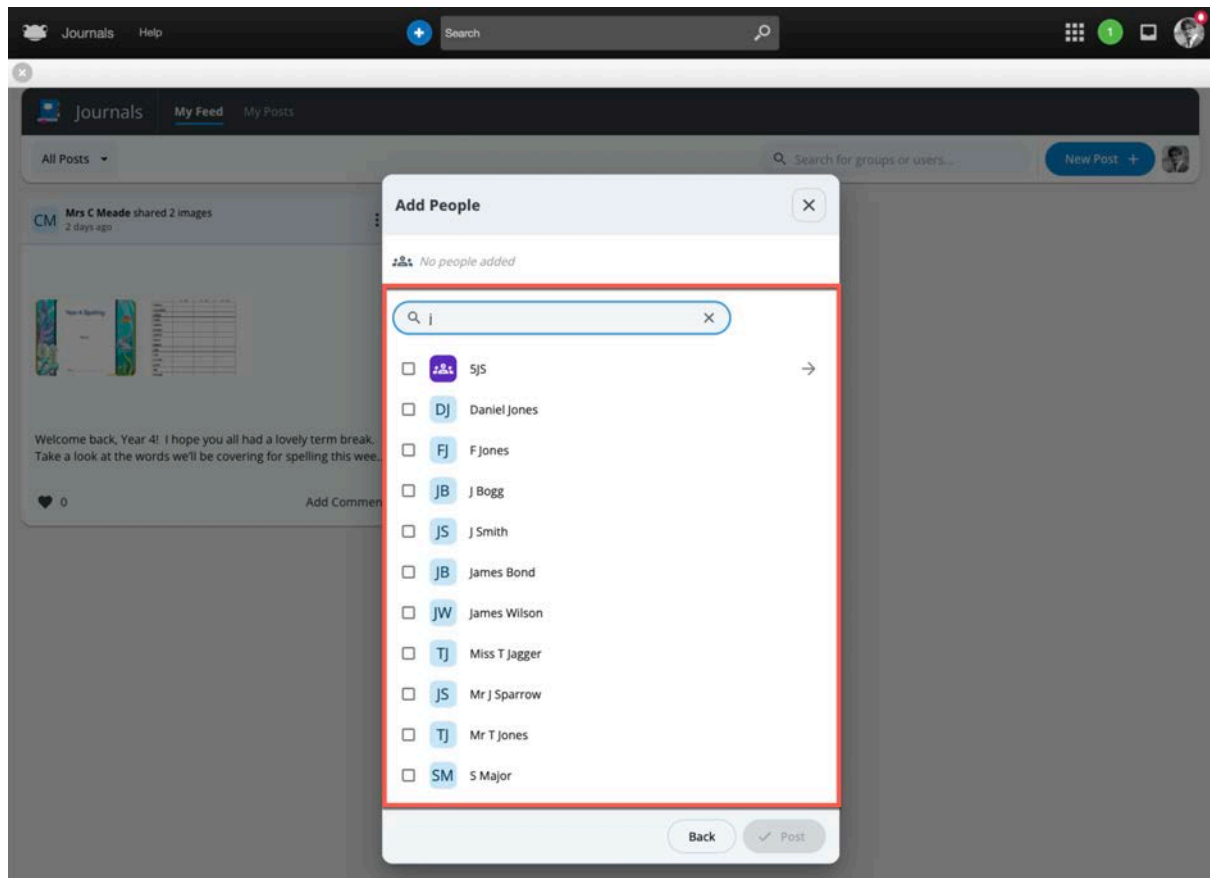 Journals Help
Search
1
Journals My Feed My Posts
All Posts
Search for groups or users...
New Post +
CM
Mrs C Meade shared 2 images
2 days ago
Year 4 Spelling
Welcome back, Year 4! I hope you all had a lovely term break.
Take a look at the words we'll be covering for spelling this wee..
0
Add Commen
Add People
No people added
j
5JS
DJ Daniel Jones
FJ F Jones
JB J Bogg
JS J Smith
JB James Bond
JW James Wilson
TJ Miss T Jagger
JS Mr J Sparrow
TJ Mr T Jones
SM S Major
Back
Post